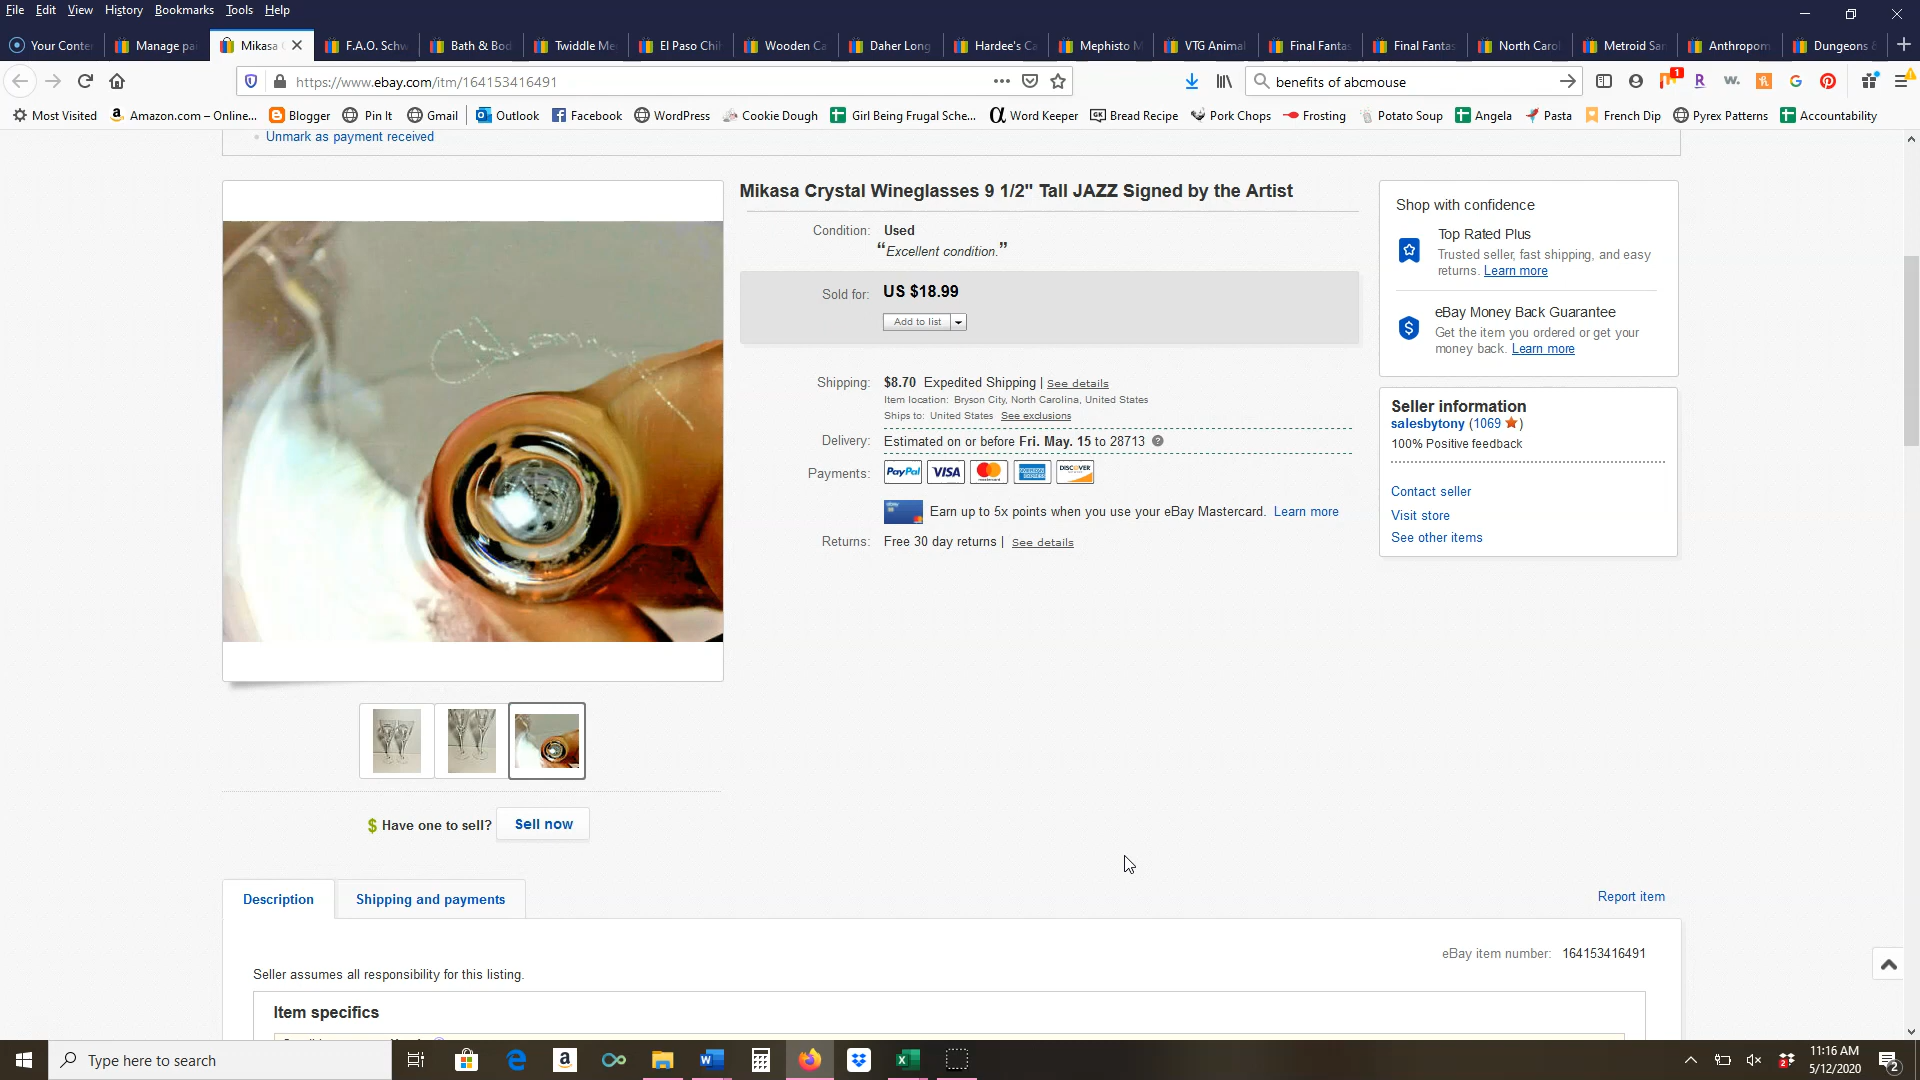 File Edit View History Bookmarks Tools Help
Your Conte Manage pa Mikasa C F.A.O. Schw Bath & Bod Twiddle Me El Paso Chi Wooden Ca Daher Long Hardee's Ca Mephisto M VTG Animal Final Fantas Final Fantas North Carol Metroid Sa Anthropom Dungeons &
https://www.ebay.com/itm/164153416491 benefits of abcmouse 1
Most Visited Amazon.com – Online... Blogger Pin It Gmail Outlook Facebook WordPress Cookie Dough Girl Being Frugal Sche... Word Keeper Bread Recipe Pork Chops Frosting Potato Soup Angela Pasta French Dip Pyrex Patterns Accountability
Unmark as payment received
Mikasa Crystal Wineglasses 9 1/2" Tall JAZZ Signed by the Artist
Condition: Used
“Excellent condition.”
Sold for: US $18.99
Add to list
Shipping: $8.70 Expedited Shipping | See details
Item location: Bryson City, North Carolina, United States
Ships to: United States See exclusions
Delivery: Estimated on or before Fri. May. 15 to 28713
Payments: PayPal VISA mastercard AMERICAN EXPRESS DISCOVER
Earn up to 5x points when you use your eBay Mastercard. Learn more
Returns: Free 30 day returns | See details
Shop with confidence
Top Rated Plus
Trusted seller, fast shipping, and easy
returns. Learn more
eBay Money Back Guarantee
Get the item you ordered or get your
money back. Learn more
Seller information
salesbytony (1069)
100% Positive feedback
Contact seller
Visit store
See other items
$ Have one to sell? Sell now
Description Shipping and payments Report item
eBay item number: 164153416491
Seller assumes all responsibility for this listing.
Item specifics
Type here to search
11:16 AM
5/12/2020
2